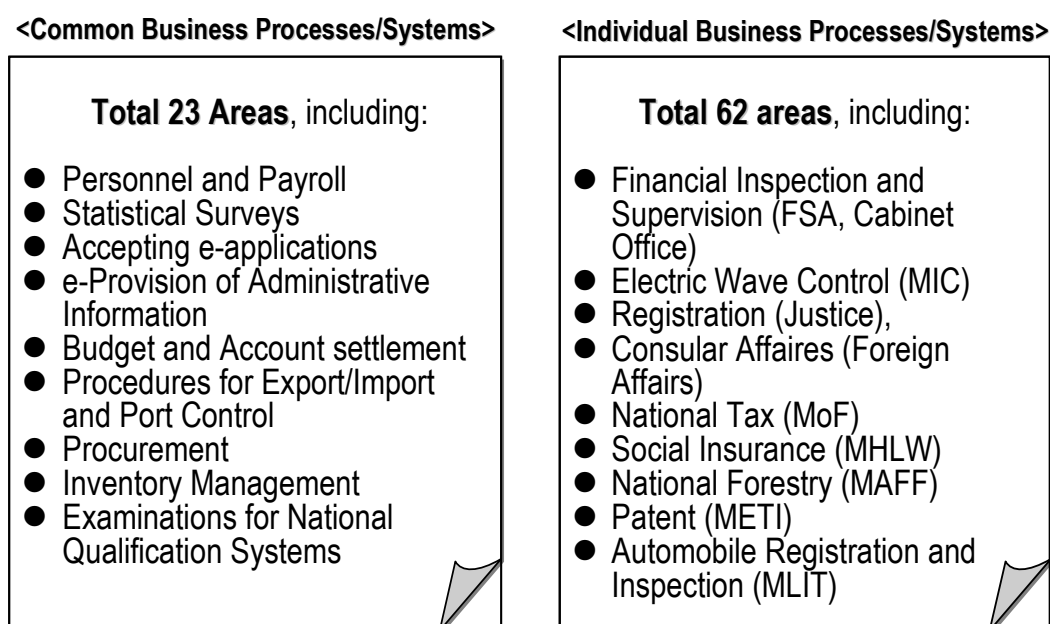 <Common Business Processes/Systems>
Total 23 Areas, including:
● Personnel and Payroll
● Statistical Surveys
● Accepting e-applications
● e-Provision of Administrative
Information
● Budget and Account settlement
● Procedures for Export/Import
and Port Control
● Procurement
● Inventory Management
● Examinations for National
Qualification Systems
<Individual Business Processes/Systems>
Total 62 areas, including:
● Financial Inspection and
Supervision (FSA, Cabinet
Office)
● Electric Wave Control (MIC)
● Registration (Justice),
● Consular Affaires (Foreign
Affairs)
● National Tax (MoF)
● Social Insurance (MHLW)
● National Forestry (MAFF)
● Patent (METI)
● Automobile Registration and
Inspection (MLIT)